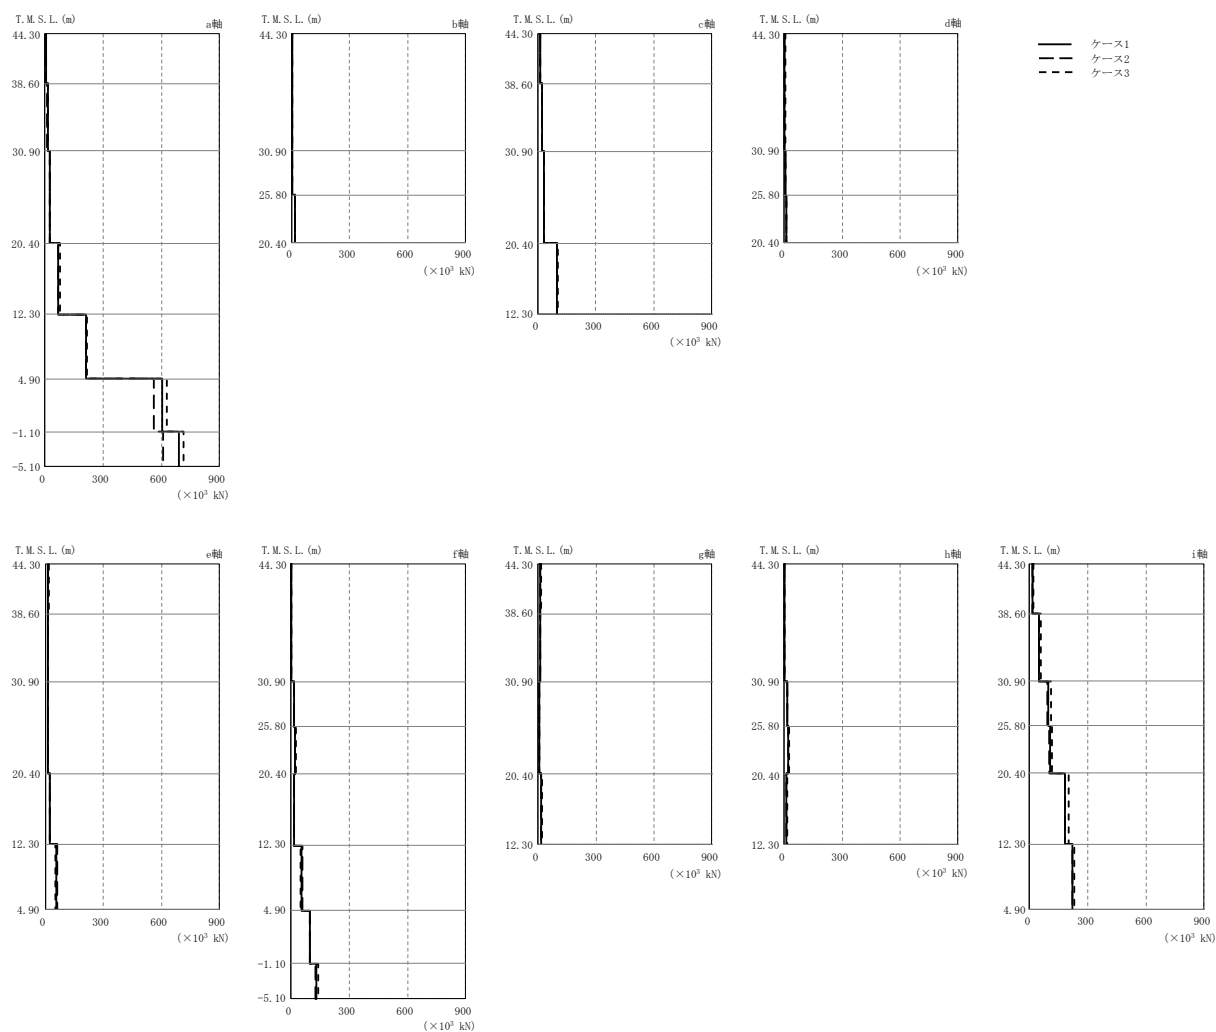 T.M.S.L.(m) a軸
44.30
38.60
30.90
20.40
12.30
4.90
-1.10
-5.10
0 300 600 900
(×10³ kN)
T.M.S.L.(m) b軸
44.30
30.90
25.80
20.40
0 300 600 900
(×10³ kN)
T.M.S.L.(m) c軸
44.30
38.60
30.90
20.40
12.30
0 300 600 900
(×10³ kN)
T.M.S.L.(m) d軸
44.30
30.90
25.80
20.40
0 300 600 900
(×10³ kN)
ケース1
ケース2
ケース3
T.M.S.L.(m) e軸
44.30
38.60
30.90
20.40
12.30
4.90
0 300 600 900
(×10³ kN)
T.M.S.L.(m) f軸
44.30
30.90
25.80
20.40
12.30
4.90
-1.10
-5.10
0 300 600 900
(×10³ kN)
T.M.S.L.(m) g軸
44.30
38.60
30.90
20.40
12.30
0 300 600 900
(×10³ kN)
T.M.S.L.(m) h軸
44.30
30.90
25.80
20.40
12.30
0 300 600 900
(×10³ kN)
T.M.S.L.(m) i軸
44.30
38.60
30.90
25.80
20.40
12.30
4.90
0 300 600 900
(×10³ kN)